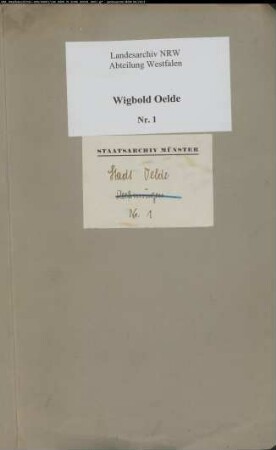 Landesarchiv NRW
Abteilung Westfalen
Wigbold Oelde
Nr. 1
STAATSARCHIV MÜNSTER
Stadt Oelde
Nr. 1